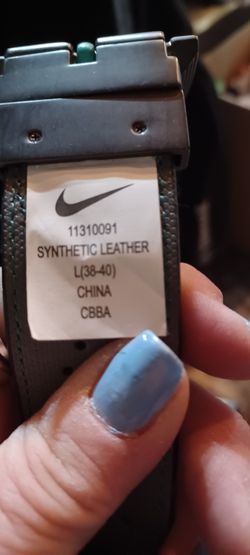 11310091
SYNTHETIC LEATHER
L(38-40)
CHINA
CBBA